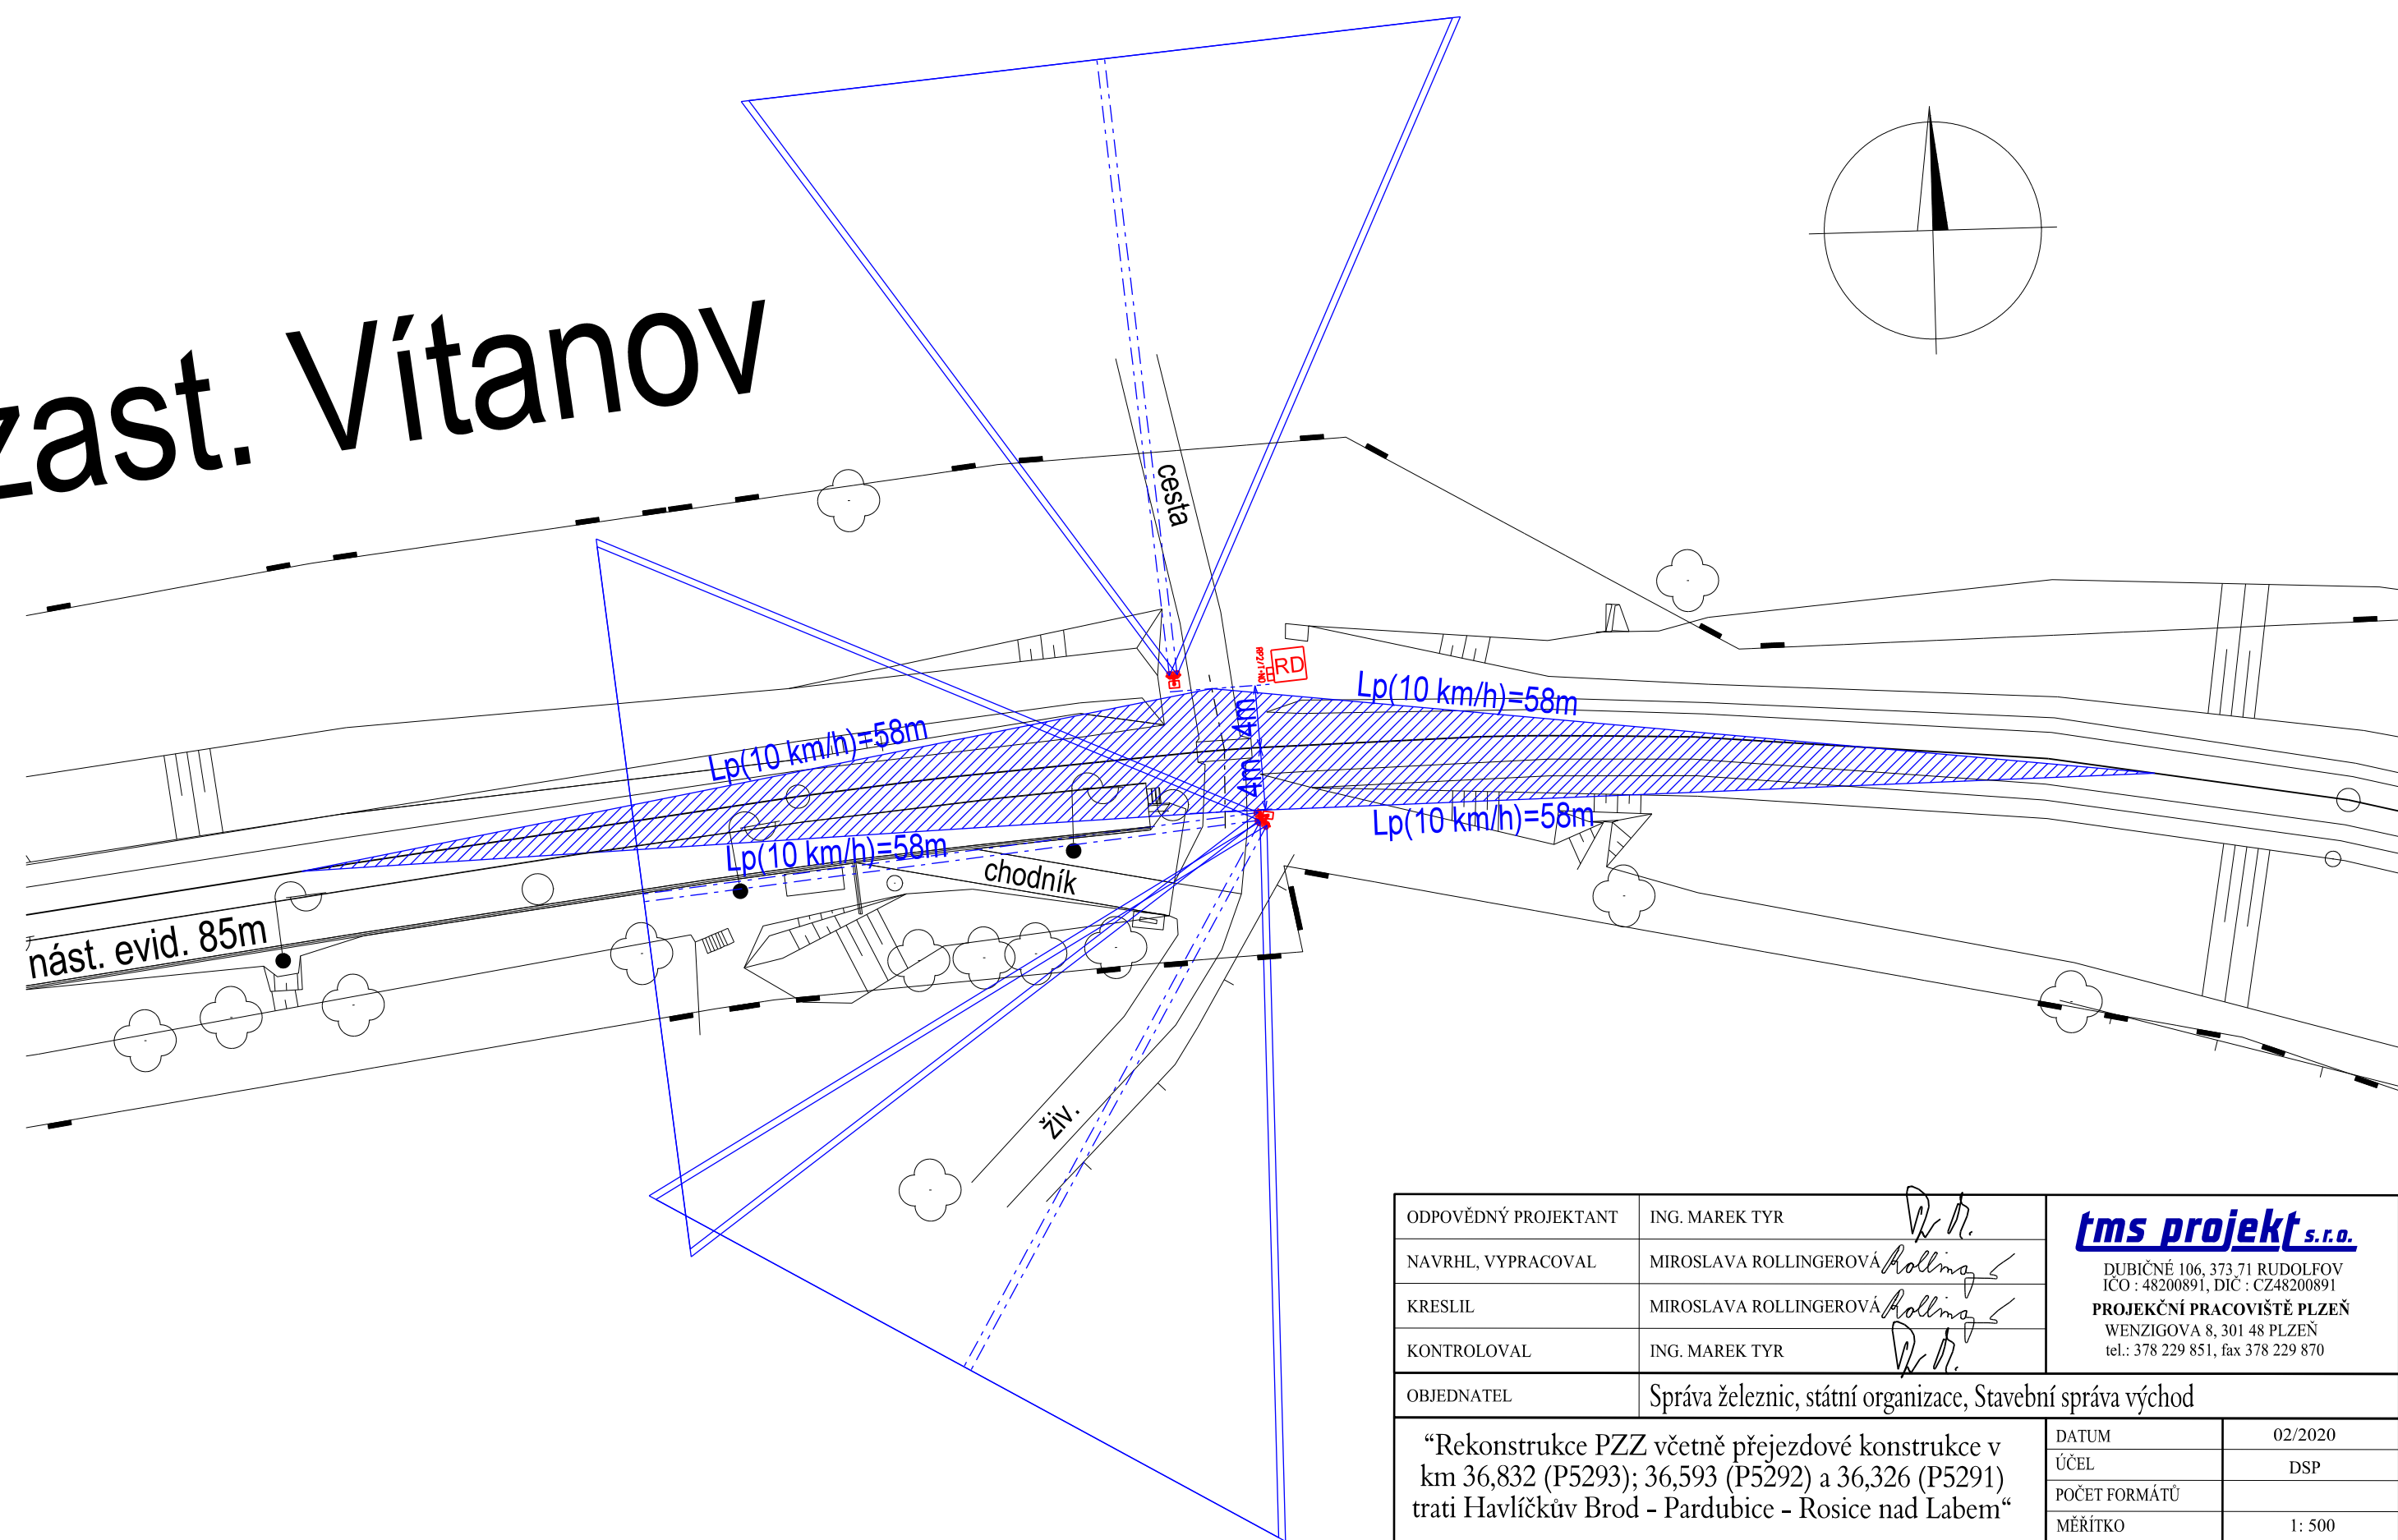 zast. Vítanov
cesta
RD
Lp(10 km/h)=58m
Lp(10 km/h)=58m
4m
4m
Lp(10 km/h)=58m
Lp(10 km/h)=58m
chodník
nást. evid. 85m
živ.
ODPOVĚDNÝ PROJEKTANT ING. MAREK TYR
NAVRHL, VYPRACOVAL MIROSLAVA ROLLINGEROVÁ
KRESLIL MIROSLAVA ROLLINGEROVÁ
KONTROLOVAL ING. MAREK TYR
tms projekt s.r.o.
DUBIČNÉ 106, 373 71 RUDOLFOV
IČO : 48200891, DIČ : CZ48200891
PROJEKČNÍ PRACOVIŠTĚ PLZEŇ
WENZIGOVA 8, 301 48 PLZEŇ
tel.: 378 229 851, fax 378 229 870
OBJEDNATEL Správa železnic, státní organizace, Stavební správa východ
“Rekonstrukce PZZ včetně přejezdové konstrukce v
km 36,832 (P5293); 36,593 (P5292) a 36,326 (P5291)
trati Havlíčkův Brod - Pardubice - Rosice nad Labem“
DATUM 02/2020
ÚČEL DSP
POČET FORMÁTŮ
MĚŘÍTKO 1: 500